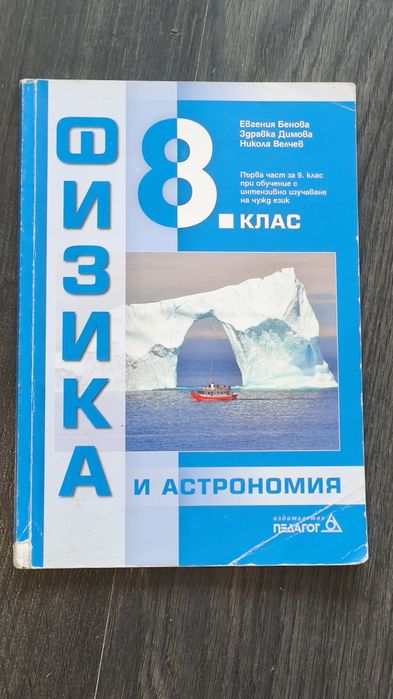 ФИЗИКА
8. КЛАС
Евгения Бенова
Здравка Димова
Никола Велчев
Първа част за 9. клас
при обучение с
интензивно изучаване
на чужд език
И АСТРОНОМИЯ
издателство
ПЕДАГОГ 6